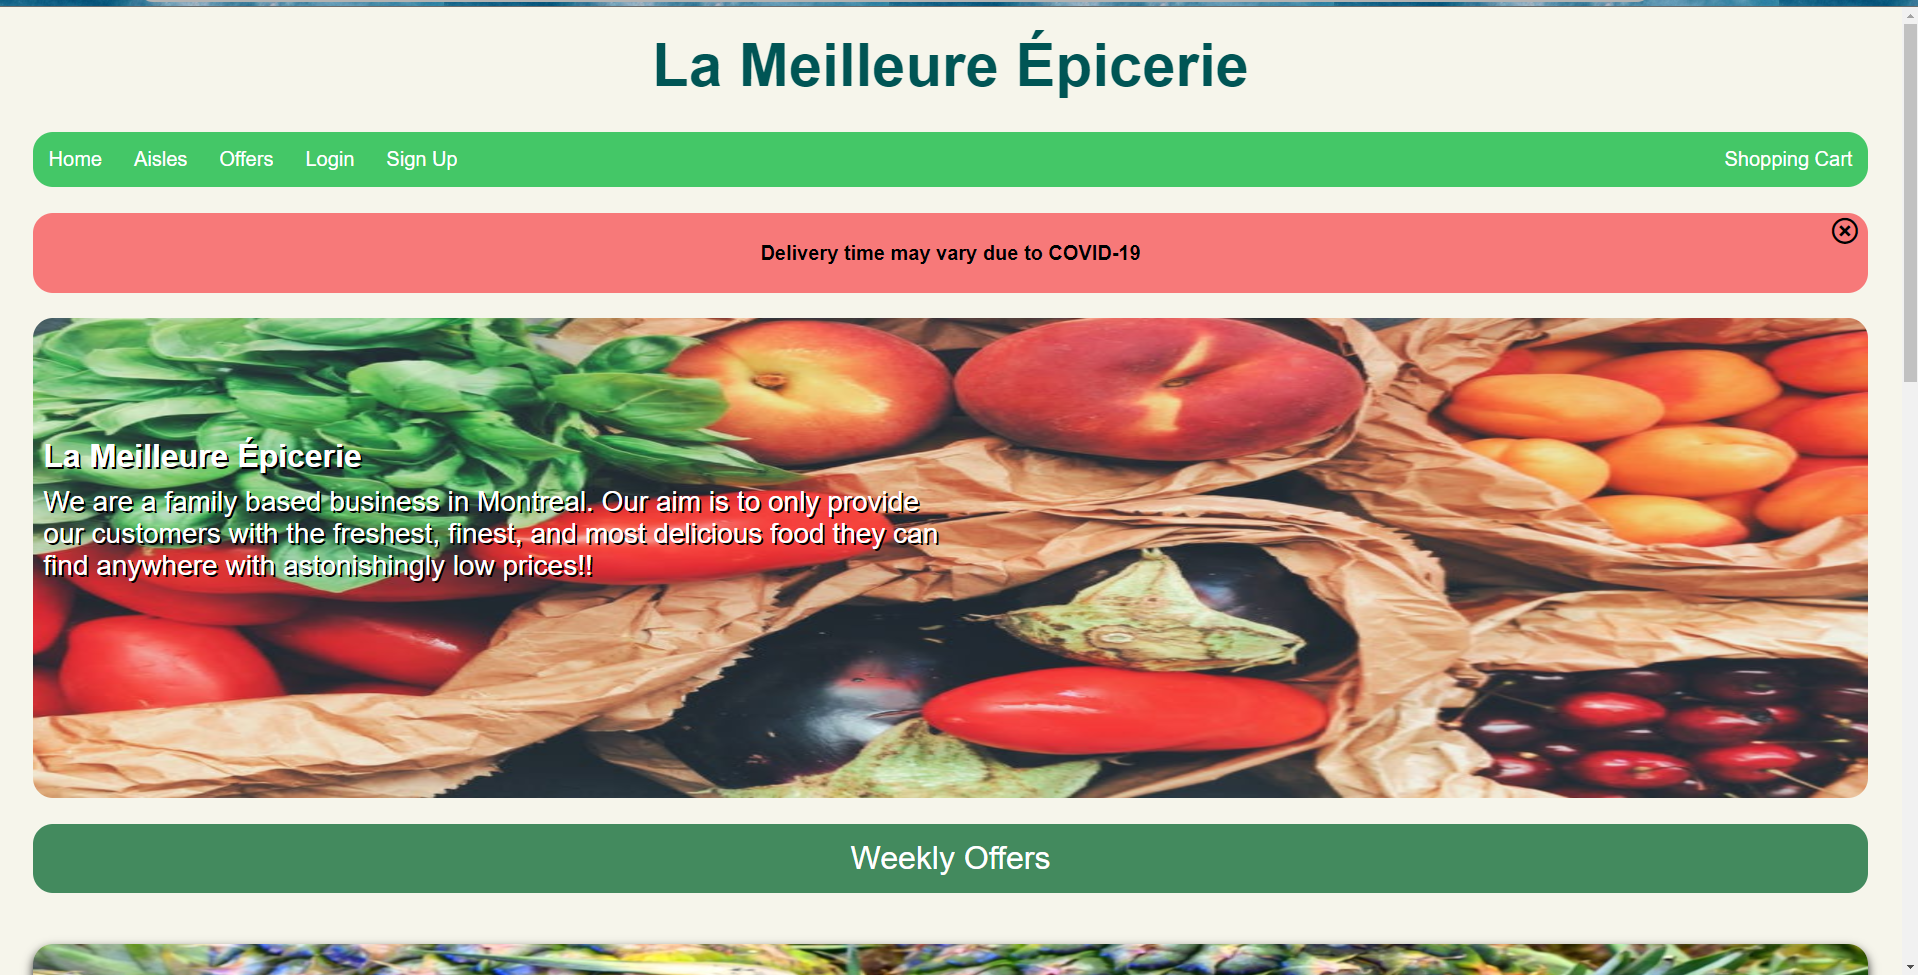 La Meilleure Épicerie
Home Aisles Offers Login Sign Up Shopping Cart
Delivery time may vary due to COVID-19
La Meilleure Épicerie
We are a family based business in Montreal. Our aim is to only provide
our customers with the freshest, finest, and most delicious food they can
find anywhere with astonishingly low prices!!
Weekly Offers